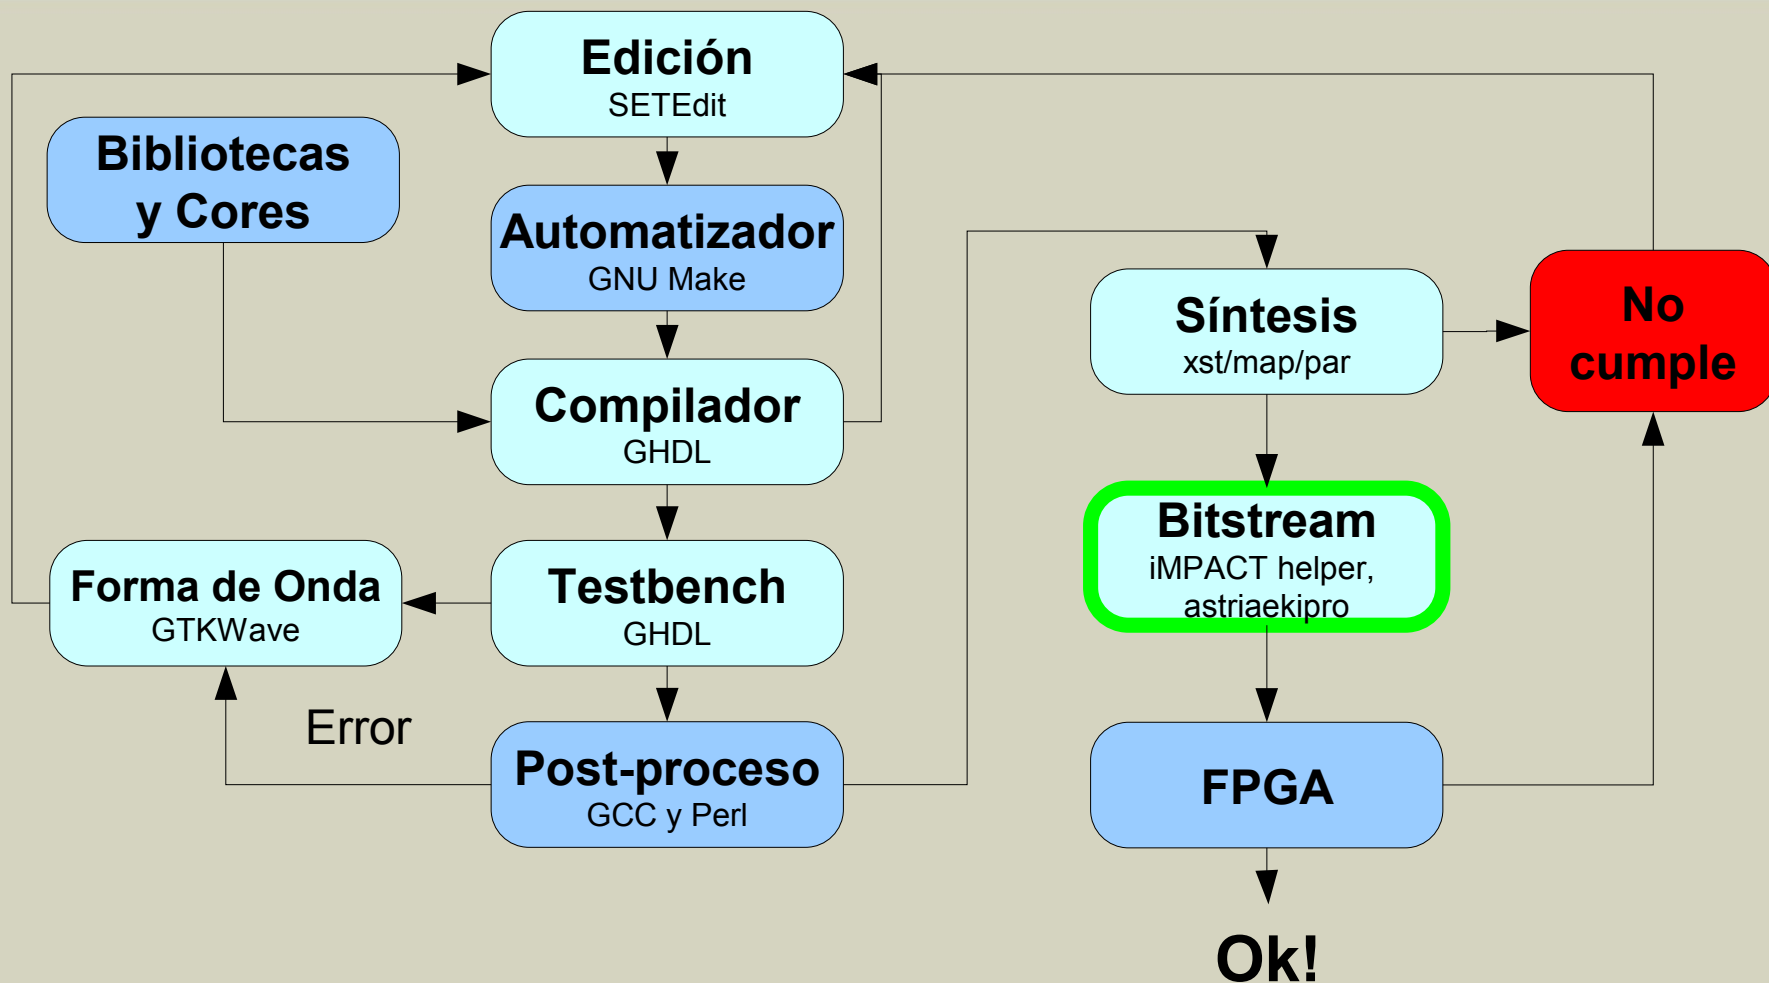 Edición
SETEdit
Bibliotecas
y Cores
Automatizador
GNU Make
Compilador
GHDL
Forma de Onda
GTKWave
Testbench
GHDL
Error
Post-proceso
GCC y Perl
Síntesis
xst/map/par
No
cumple
Bitstream
iMPACT helper,
astriaekipro
FPGA
Ok!